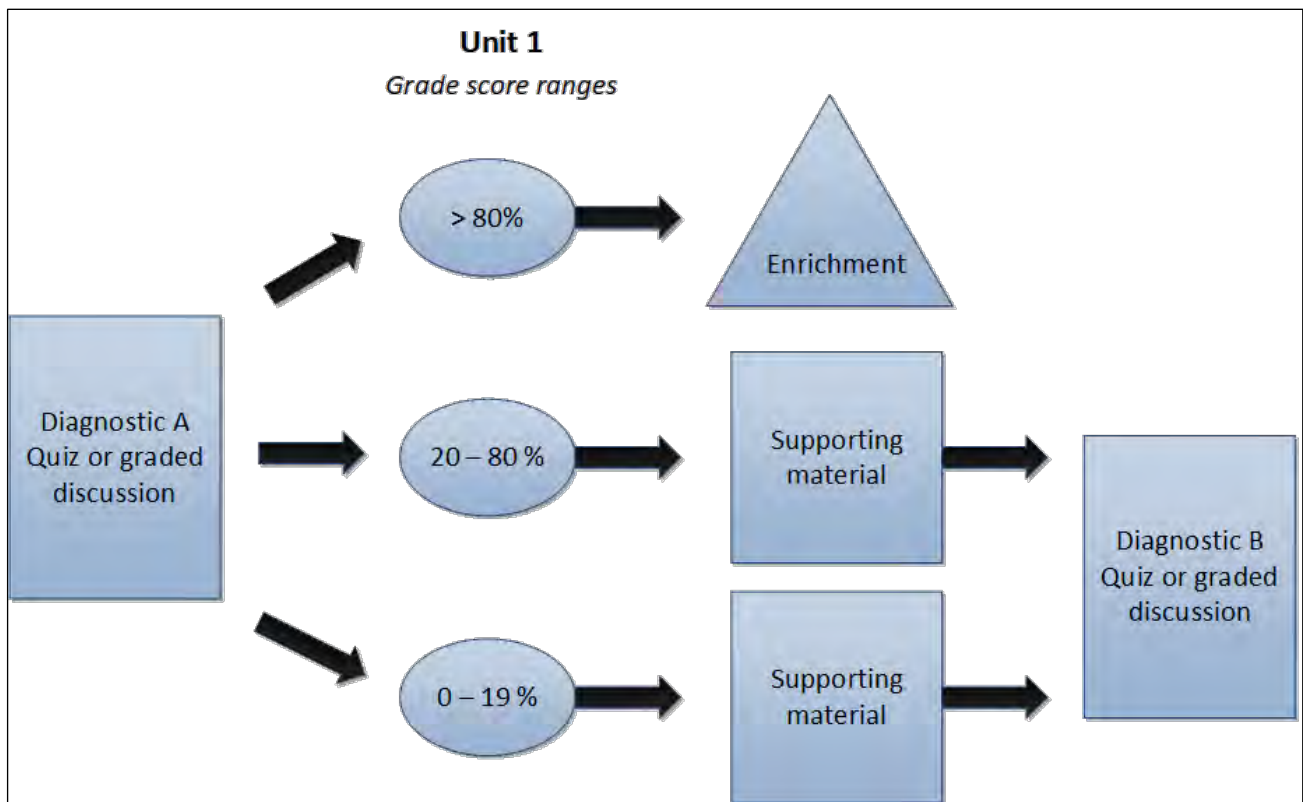 Unit 1
Grade score ranges
> 80%
Enrichment
Diagnostic A
Quiz or graded
discussion
20 – 80 %
Supporting
material
Diagnostic B
Quiz or graded
discussion
0 – 19 %
Supporting
material